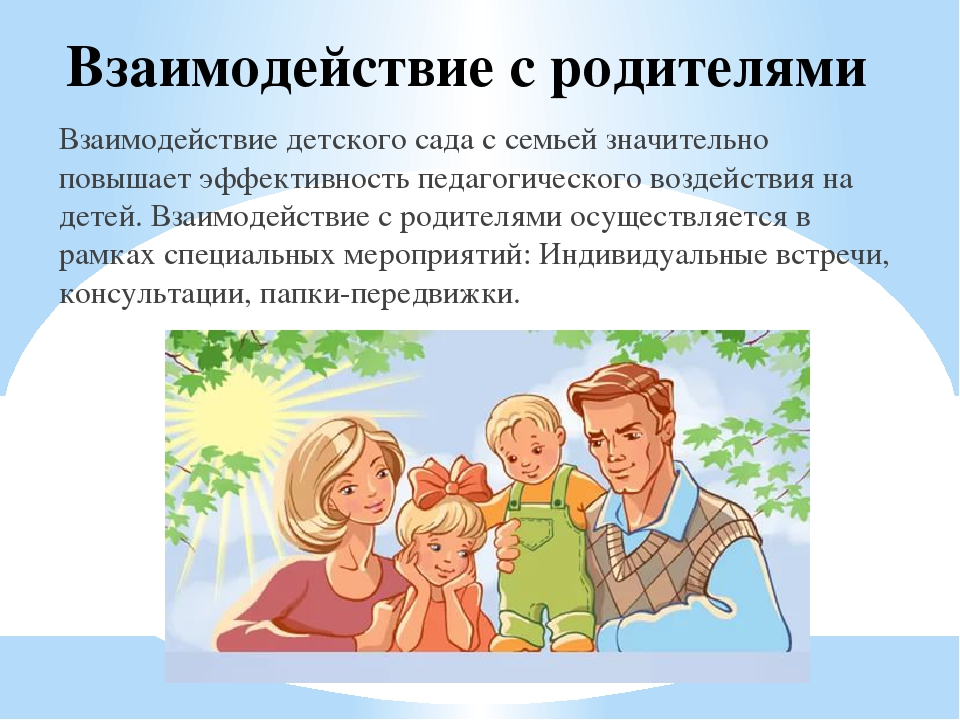 Взаимодействие с родителями
Взаимодействие детского сада с семьей значительно
повышает эффективность педагогического воздействия на
детей. Взаимодействие с родителями осуществляется в
рамках специальных мероприятий: Индивидуальные встречи,
консультации, папки-передвижки.